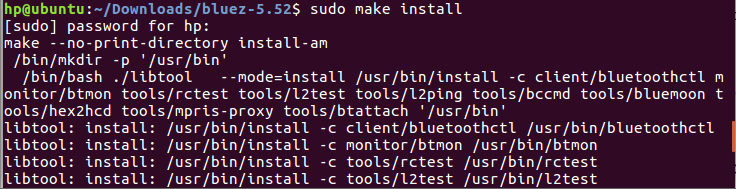 hp@ubuntu:~/Downloads/bluez-5.52$ sudo make install
[sudo] password for hp:
make --no-print-directory install-am
 /bin/mkdir -p '/usr/bin'
  /bin/bash ./libtool   --mode=install /usr/bin/install -c client/bluetoothctl m
onitor/btmon tools/rctest tools/l2test tools/l2ping tools/bccmd tools/bluemoon t
ools/hex2hcd tools/mpris-proxy tools/btattach '/usr/bin'
libtool: install: /usr/bin/install -c client/bluetoothctl /usr/bin/bluetoothctl
libtool: install: /usr/bin/install -c monitor/btmon /usr/bin/btmon
libtool: install: /usr/bin/install -c tools/rctest /usr/bin/rctest
libtool: install: /usr/bin/install -c tools/l2test /usr/bin/l2test